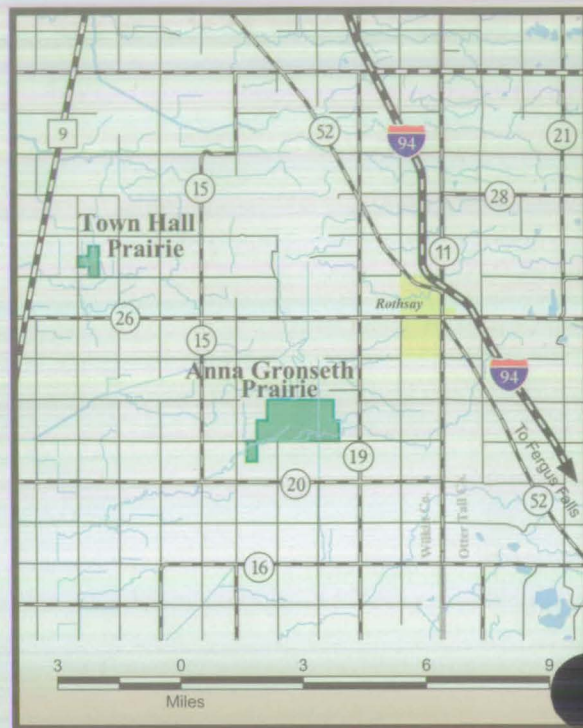 52
9
94
21
15
28
Town Hall
Prairie
11
Rothsay
26
15
Anna Gronseth
Prairie
94
To Fergus Falls
19
20
52
Wilkin Co.
Otter Tail Co.
16
3 0 3 6 9
Miles